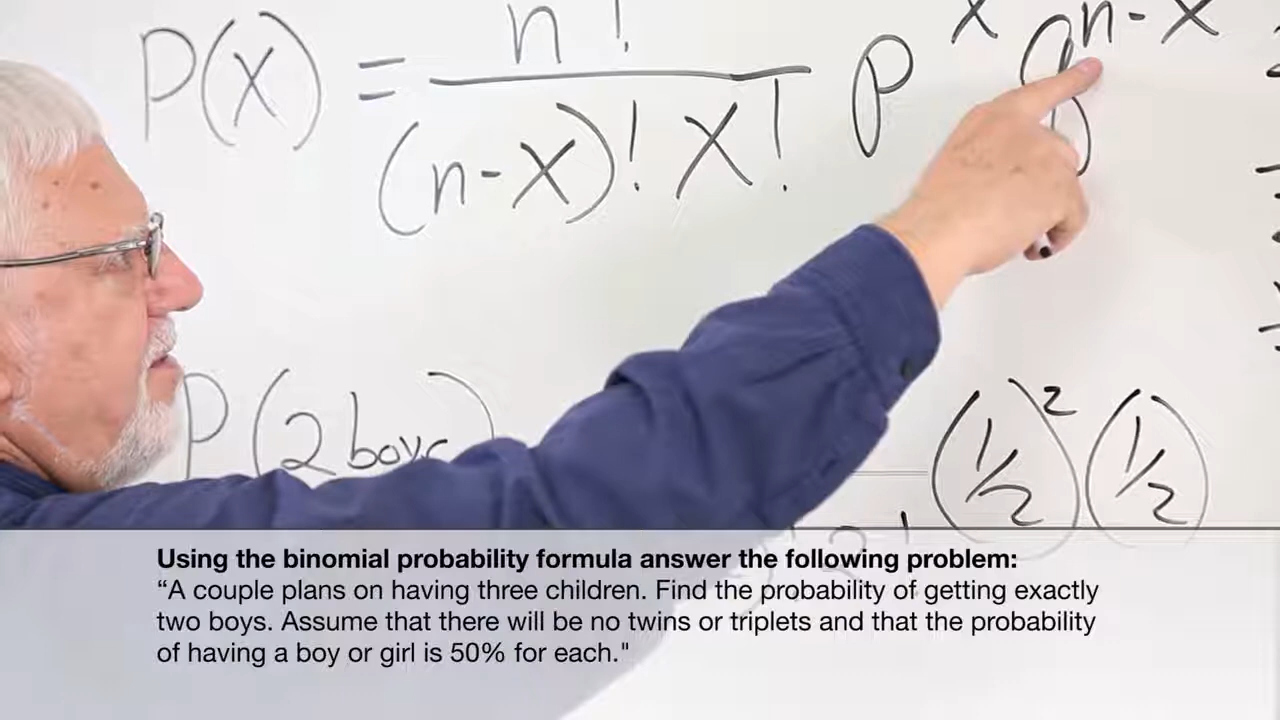 P(X) = n! / (n-X)! X! p^X q^n-X
P(2 boys) (1/2)^2 (1/2)
Using the binomial probability formula answer the following problem:
“A couple plans on having three children. Find the probability of getting exactly
two boys. Assume that there will be no twins or triplets and that the probability
of having a boy or girl is 50% for each."